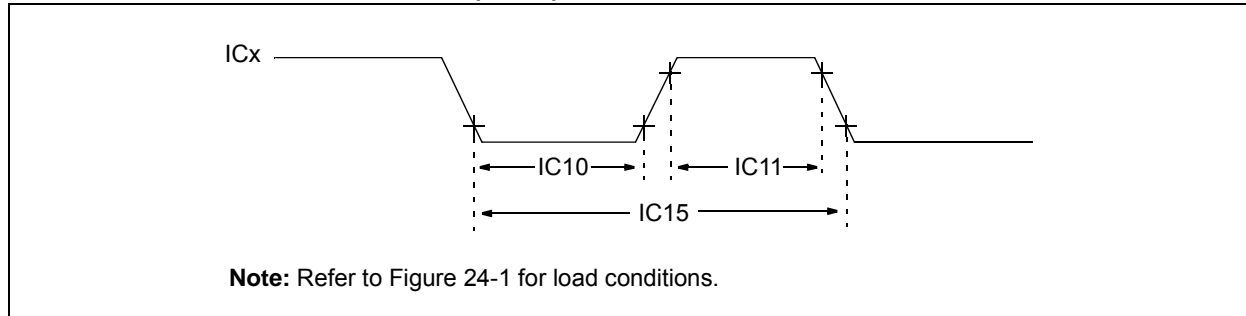 ICx
IC10
IC11
IC15
Note: Refer to Figure 24-1 for load conditions.